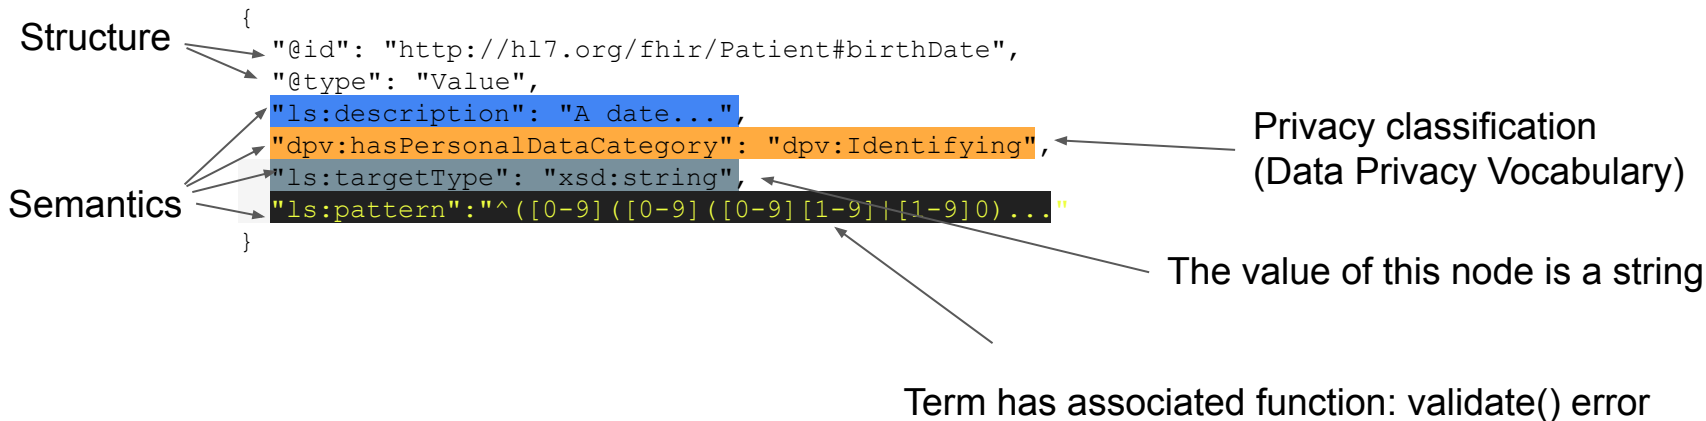 {
Structure
"@id": "http://hl7.org/fhir/Patient#birthDate",
"@type": "Value",
"ls:description": "A date...",
"dpv:hasPersonalDataCategory": "dpv:Identifying",
Privacy classification
(Data Privacy Vocabulary)
"ls:targetType": "xsd:string",
Semantics
"ls:pattern":"^([0-9]([0-9]([0-9][1-9]|[1-9]0)..."
}
The value of this node is a string
Term has associated function: validate() error